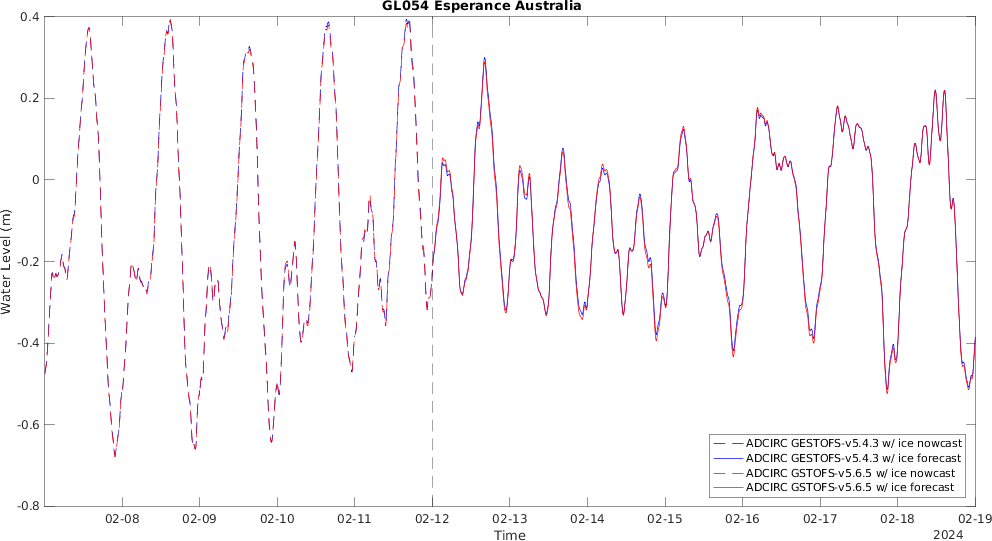 GL054 Esperance Australia
Water Level (m)
0.4
0.2
0
-0.2
-0.4
-0.6
-0.8
ADCIRC GESTOFS-v5.4.3 w/ ice nowcast
ADCIRC GESTOFS-v5.4.3 w/ ice forecast
ADCIRC GSTOFS-v5.6.5 w/ ice nowcast
ADCIRC GSTOFS-v5.6.5 w/ ice forecast
02-08 02-09 02-10 02-11 02-12 02-13 02-14 02-15 02-16 02-17 02-18 02-19
Time
2024